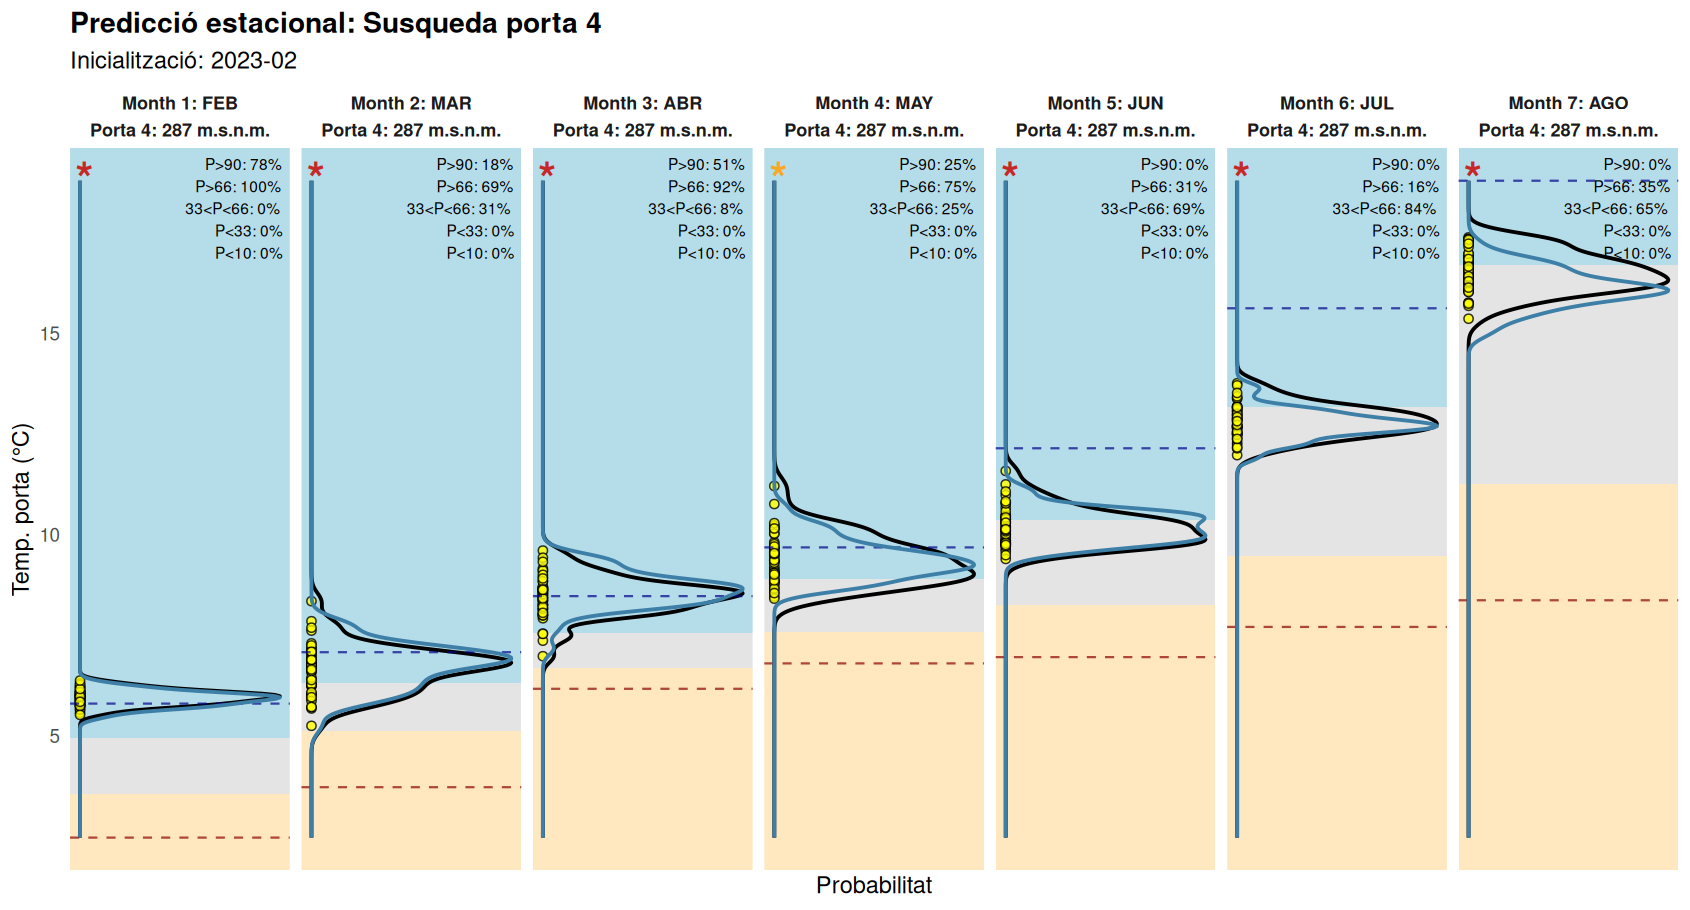 Predicció estacional: Susqueda porta 4
Inicialització: 2023-02
Month 1: FEB
Porta 4: 287 m.s.n.m.
Month 2: MAR
Porta 4: 287 m.s.n.m.
Month 3: ABR
Porta 4: 287 m.s.n.m.
Month 4: MAY
Porta 4: 287 m.s.n.m.
Month 5: JUN
Porta 4: 287 m.s.n.m.
Month 6: JUL
Porta 4: 287 m.s.n.m.
Month 7: AGO
Porta 4: 287 m.s.n.m.
*
P>90: 78%
P>66: 100%
33<P<66: 0%
P<33: 0%
P<10: 0%
*
P>90: 18%
P>66: 69%
33<P<66: 31%
P<33: 0%
P<10: 0%
*
P>90: 51%
P>66: 92%
33<P<66: 8%
P<33: 0%
P<10: 0%
*
P>90: 25%
P>66: 75%
33<P<66: 25%
P<33: 0%
P<10: 0%
*
P>90: 0%
P>66: 31%
33<P<66: 69%
P<33: 0%
P<10: 0%
*
P>90: 0%
P>66: 16%
33<P<66: 84%
P<33: 0%
P<10: 0%
*
P>90: 0%
P>66: 35%
33<P<66: 65%
P<33: 0%
P<10: 0%
15
10
5
Temp. porta (°C)
Probabilitat